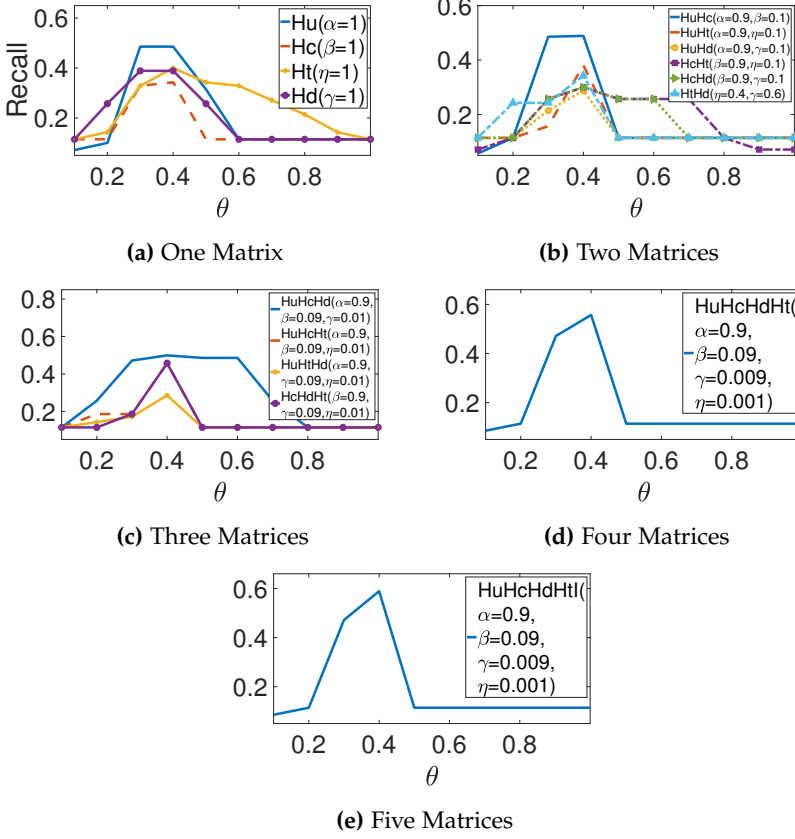 Recall
0.6
0.4
0.2
Hu(α=1)
Hc(β=1)
Ht(η=1)
Hd(γ=1)
0.2 0.4 0.6 0.8
θ
(a) One Matrix
0.6
0.4
0.2
HuHc(α=0.9,β=0.1)
HuHt(α=0.9,η=0.1)
HuHd(α=0.9,γ=0.1)
HcHt(β=0.9,η=0.1)
HcHd(β=0.9,γ=0.1
HtHd(η=0.4,γ=0.6)
0.2 0.4 0.6 0.8
θ
(b) Two Matrices
0.8
0.6
0.4
0.2
HuHcHd(α=0.9,
β=0.09,γ=0.01)
HuHcHt(α=0.9,
β=0.09,η=0.01)
HuHtHd(α=0.9,
γ=0.09,η=0.01)
HcHdHt(β=0.9,
γ=0.09,η=0.01)
0.2 0.4 0.6 0.8
θ
(c) Three Matrices
0.6
0.4
0.2
HuHcHdHt(
α=0.9,
β=0.09,
γ=0.009,
η=0.001)
0.2 0.4 0.6 0.8
θ
(d) Four Matrices
0.6
0.4
0.2
HuHcHdHtI(
α=0.9,
β=0.09,
γ=0.009,
η=0.001)
0.2 0.4 0.6 0.8
θ
(e) Five Matrices